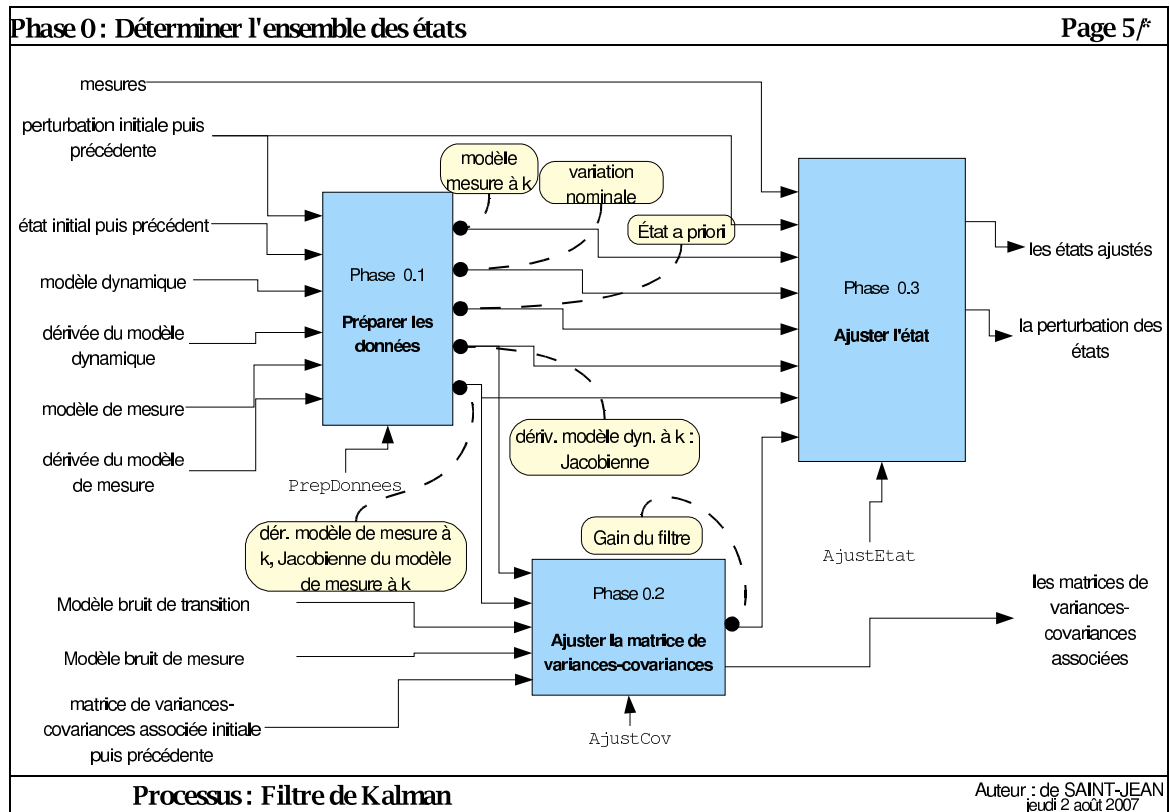 Phase 0 : Déterminer l'ensemble des états
Page 5/*
mesures
perturbation initiale puis
précédente
état initial puis précédent
modèle dynamique
dérivée du modèle
dynamique
modèle de mesure
dérivée du modèle
de mesure
modèle
mesure à k
variation
nominale
État a priori
Phase 0.1
Préparer les
données
PrepDonnees
dériv. modèle dyn. à k :
Jacobienne
dér. modèle de mesure à
k, Jacobienne du modèle
de mesure à k
Gain du filtre
Phase 0.3
Ajuster l'état
AjustEtat
les états ajustés
la perturbation des
états
Modèle bruit de transition
Modèle bruit de mesure
matrice de variances-
covariances associée initiale
puis précédente
Phase 0.2
Ajuster la matrice de
variances-covariances
AjustCov
les matrices de
variances-
covariances
associées
Processus : Filtre de Kalman
Auteur : de SAINT-JEAN
jeudi 2 août 2007